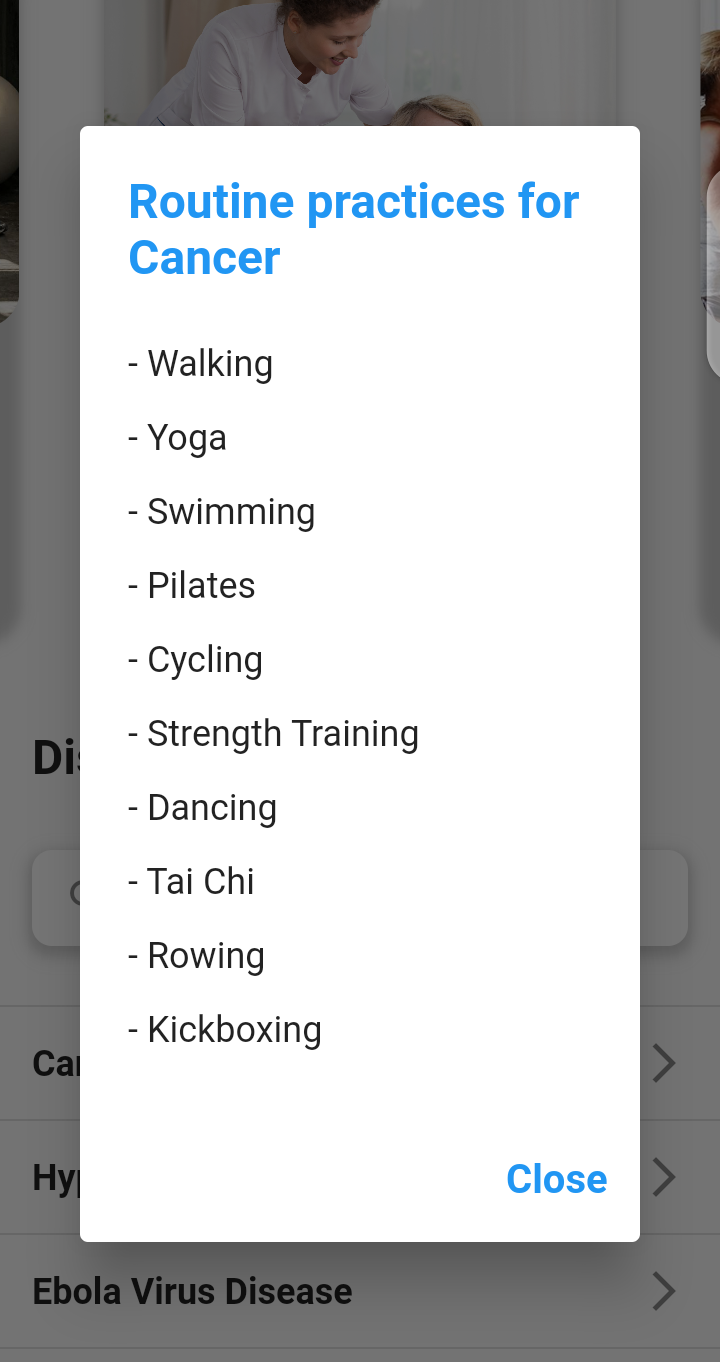 Routine practices for
Cancer
- Walking
- Yoga
- Swimming
- Pilates
- Cycling
- Strength Training
- Dancing
- Tai Chi
- Rowing
- Kickboxing
Close
Ebola Virus Disease